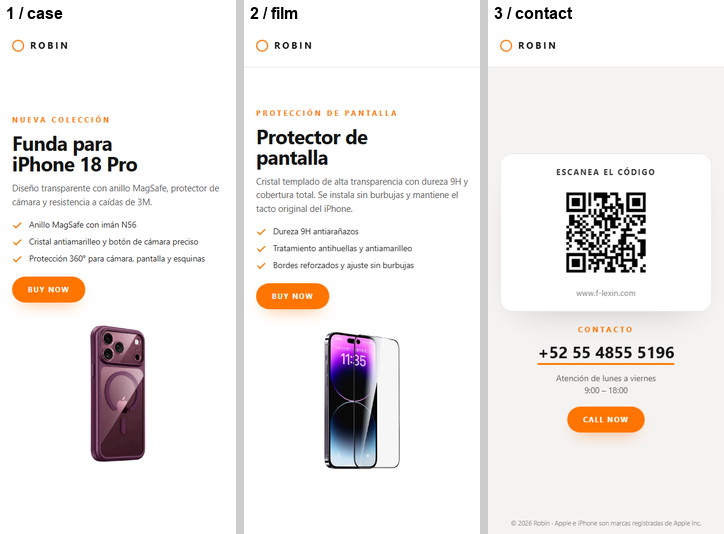 1 / case
ROBIN
NUEVA COLECCIÓN
Funda para
iPhone 18 Pro
Diseño transparente con anillo MagSafe, protector de
cámara y resistencia a caídas de 3M.
Anillo MagSafe con imán N56
Cristal antiamarilleo y botón de cámara preciso
Protección 360° para cámara, pantalla y esquinas
BUY NOW
2 / film
ROBIN
PROTECCIÓN DE PANTALLA
Protector de
pantalla
Cristal templado de alta transparencia con dureza 9H y
cobertura total. Se instala sin burbujas y mantiene el
tacto original del iPhone.
Dureza 9H antiarañazos
Tratamiento antihuellas y antiamarilleo
Bordes reforzados y ajuste sin burbujas
BUY NOW
11:35
3 / contact
ROBIN
ESCANEA EL CÓDIGO
www.f-lexin.com
CONTACTO
+52 55 4855 5196
Atención de lunes a viernes
9:00 – 18:00
CALL NOW
© 2026 Robin · Apple e iPhone son marcas registradas de Apple Inc.